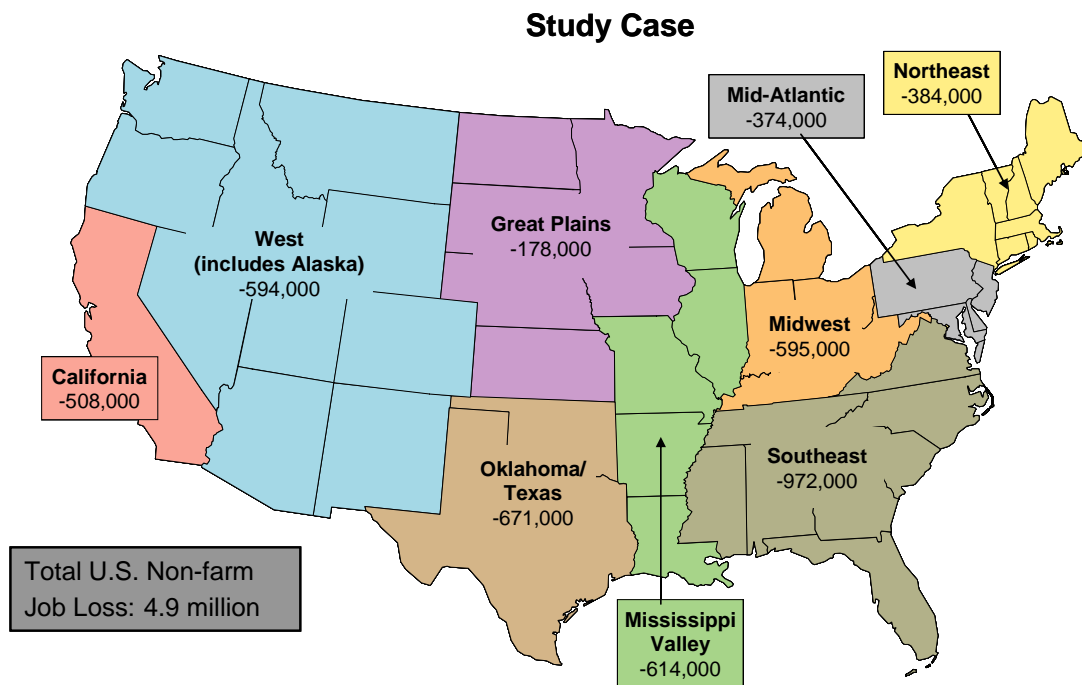 Study Case
Northeast
-384,000
Mid-Atlantic
-374,000
West
(includes Alaska)
-594,000
Great Plains
-178,000
Midwest
-595,000
California
-508,000
Oklahoma/
Texas
-671,000
Southeast
-972,000
Total U.S. Non-farm
Job Loss: 4.9 million
Mississippi
Valley
-614,000